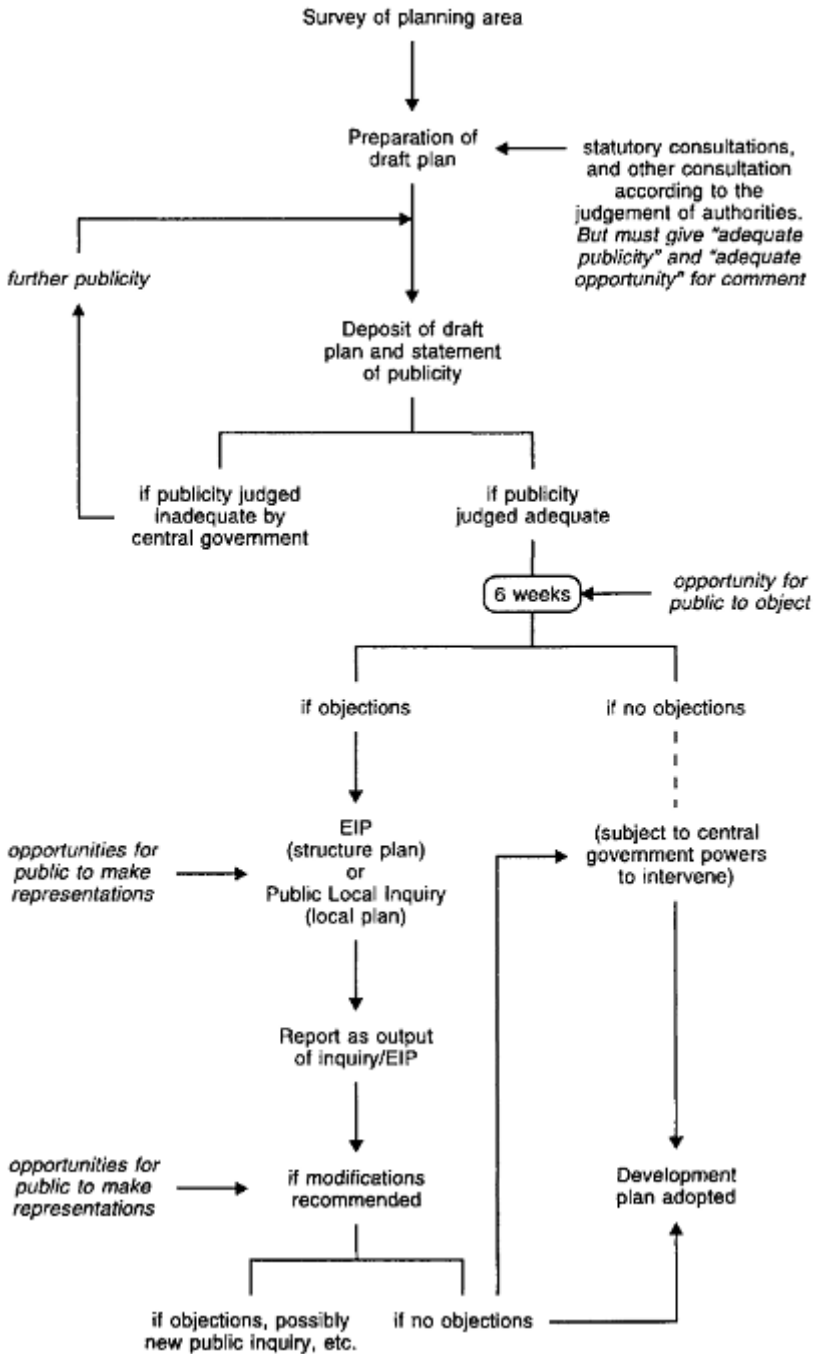 Survey of planning area
Preparation of
draft plan
statutory consultations,
and other consultation
according to the
judgement of authorities.
But must give "adequate
publicity" and "adequate
opportunity" for comment
further publicity
Deposit of draft
plan and statement
of publicity
if publicity judged
inadequate by
central government
if publicity
judged adequate
6 weeks
opportunity for
public to object
if objections
if no objections
opportunities for
public to make
representations
EIP
(structure plan)
or
Public Local Inquiry
(local plan)
(subject to central
government powers
to intervene)
Report as output
of inquiry/EIP
opportunities for
public to make
representations
if modifications
recommended
Development
plan adopted
if objections, possibly
new public inquiry, etc.
if no objections